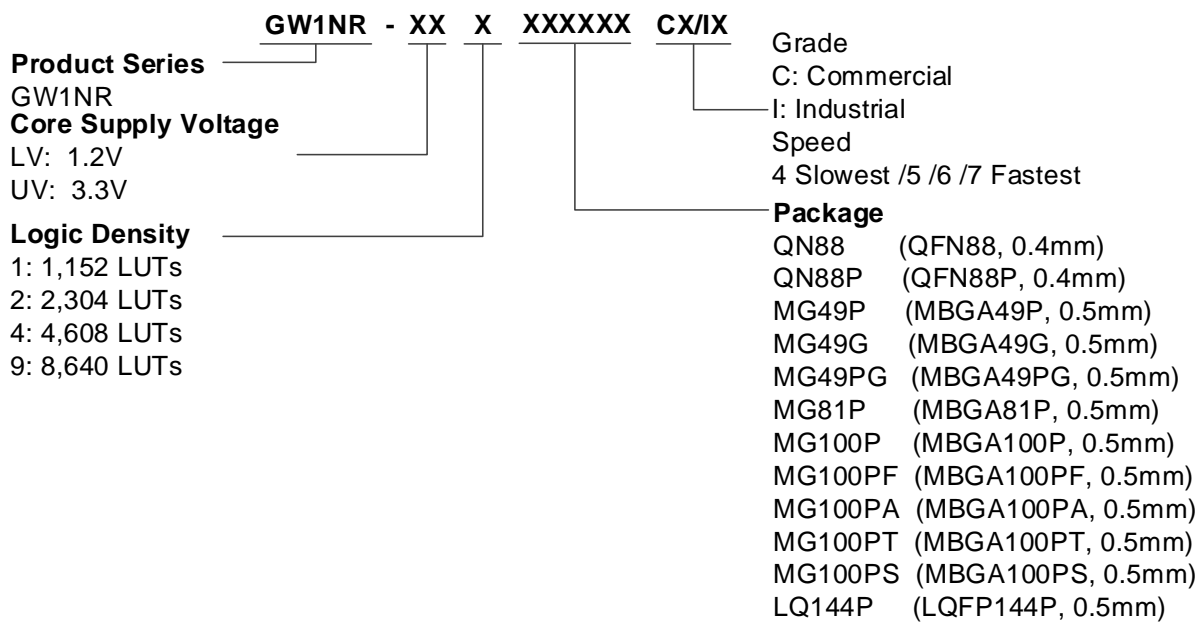 GW1NR - XX X XXXXXX CX/IX
Product Series
GW1NR
Core Supply Voltage
LV: 1.2V
UV: 3.3V
Logic Density
1: 1,152 LUTs
2: 2,304 LUTs
4: 4,608 LUTs
9: 8,640 LUTs
Grade
C: Commercial
I: Industrial
Speed
4 Slowest /5 /6 /7 Fastest
Package
QN88 (QFN88, 0.4mm)
QN88P (QFN88P, 0.4mm)
MG49P (MBGA49P, 0.5mm)
MG49G (MBGA49G, 0.5mm)
MG49PG (MBGA49PG, 0.5mm)
MG81P (MBGA81P, 0.5mm)
MG100P (MBGA100P, 0.5mm)
MG100PF (MBGA100PF, 0.5mm)
MG100PA (MBGA100PA, 0.5mm)
MG100PT (MBGA100PT, 0.5mm)
MG100PS (MBGA100PS, 0.5mm)
LQ144P (LQFP144P, 0.5mm)